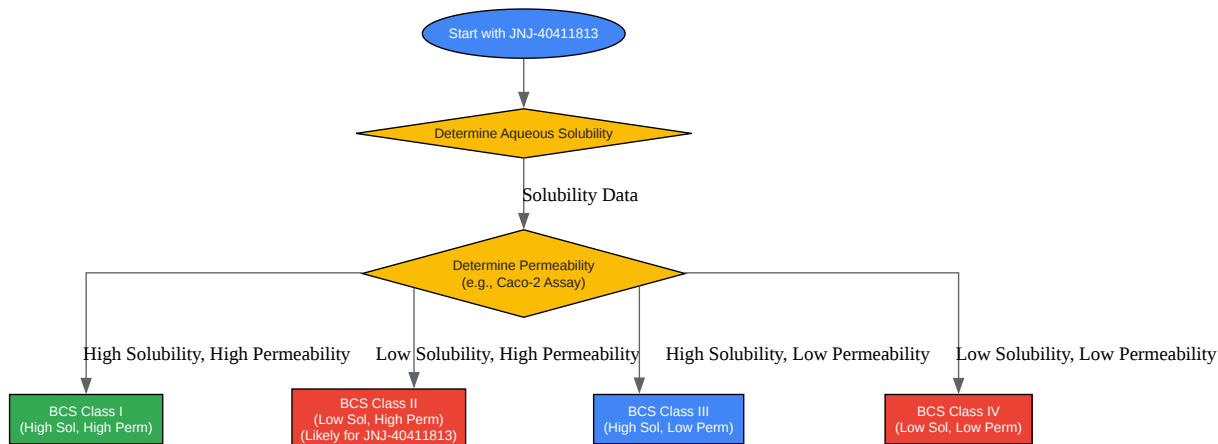 Start with JNJ-40411813
Determine Aqueous Solubility
Solubility Data
Determine Permeability
(e.g., Caco-2 Assay)
High Solubility, High Permeability
Low Solubility, High Permeability
High Solubility, Low Permeability
Low Solubility, Low Permeability
BCS Class I
(High Sol, High Perm)
BCS Class II
(Low Sol, High Perm)
(Likely for JNJ-40411813)
BCS Class III
(High Sol, Low Perm)
BCS Class IV
(Low Sol, Low Perm)